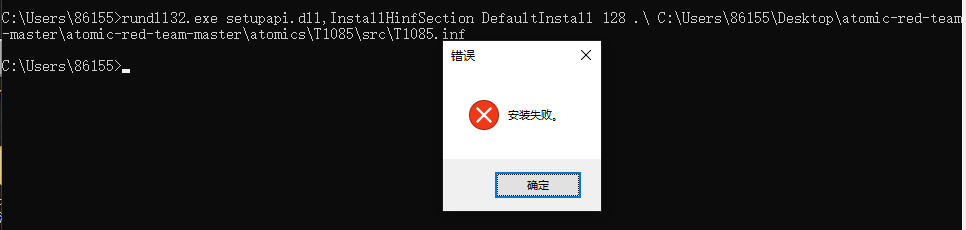 C:\Users\86155>rundll32.exe setupapi.dll,InstallHinfSection DefaultInstall 128 .\ C:\Users\86155\Desktop\atomic-red-team
-master\atomic-red-team-master\atomics\T1085\src\T1085.inf
C:\Users\86155>
错误
安装失败。
确定